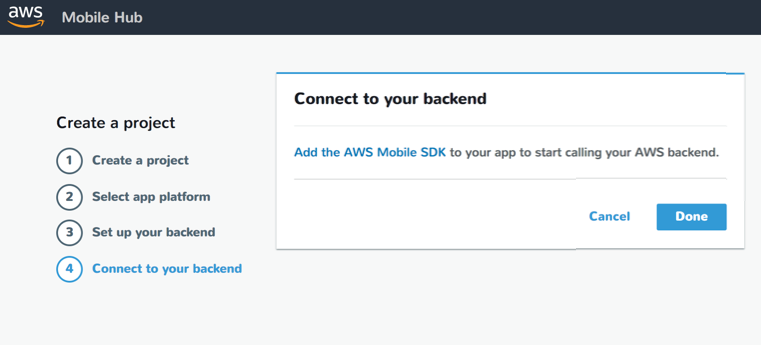 aws
Mobile Hub
Create a project
1 Create a project
2 Select app platform
3 Set up your backend
4 Connect to your backend
Connect to your backend
Add the AWS Mobile SDK to your app to start calling your AWS backend.
Cancel Done